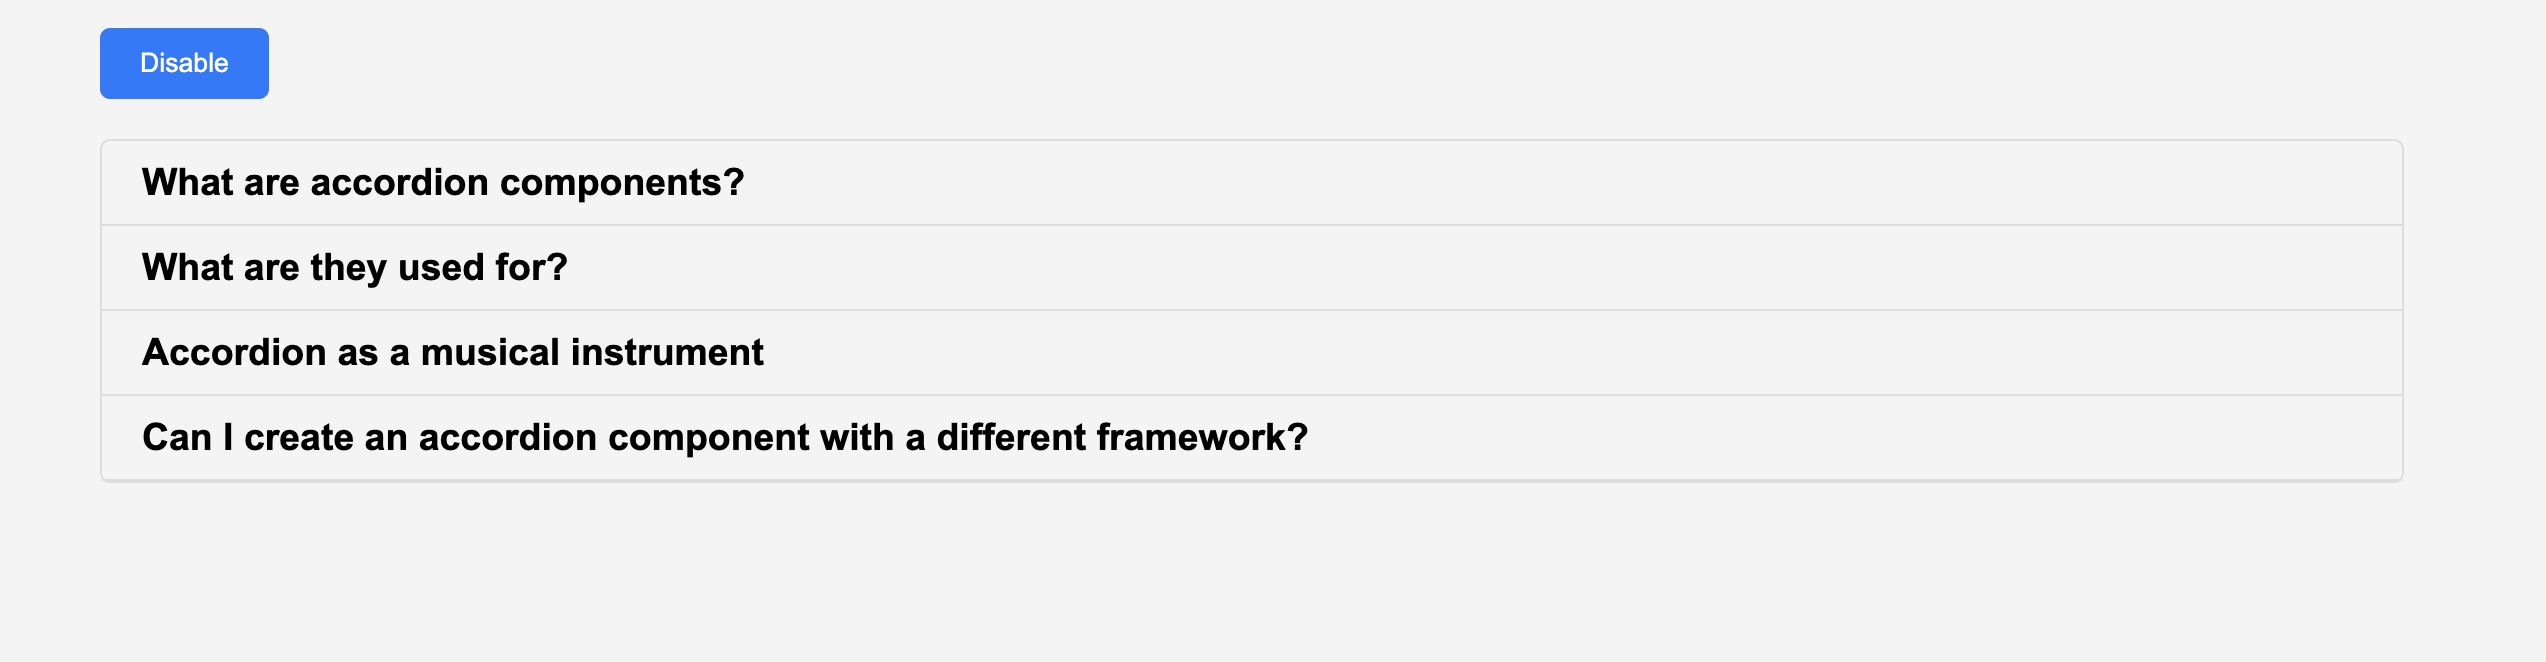 Disable
What are accordion components?
What are they used for?
Accordion as a musical instrument
Can I create an accordion component with a different framework?